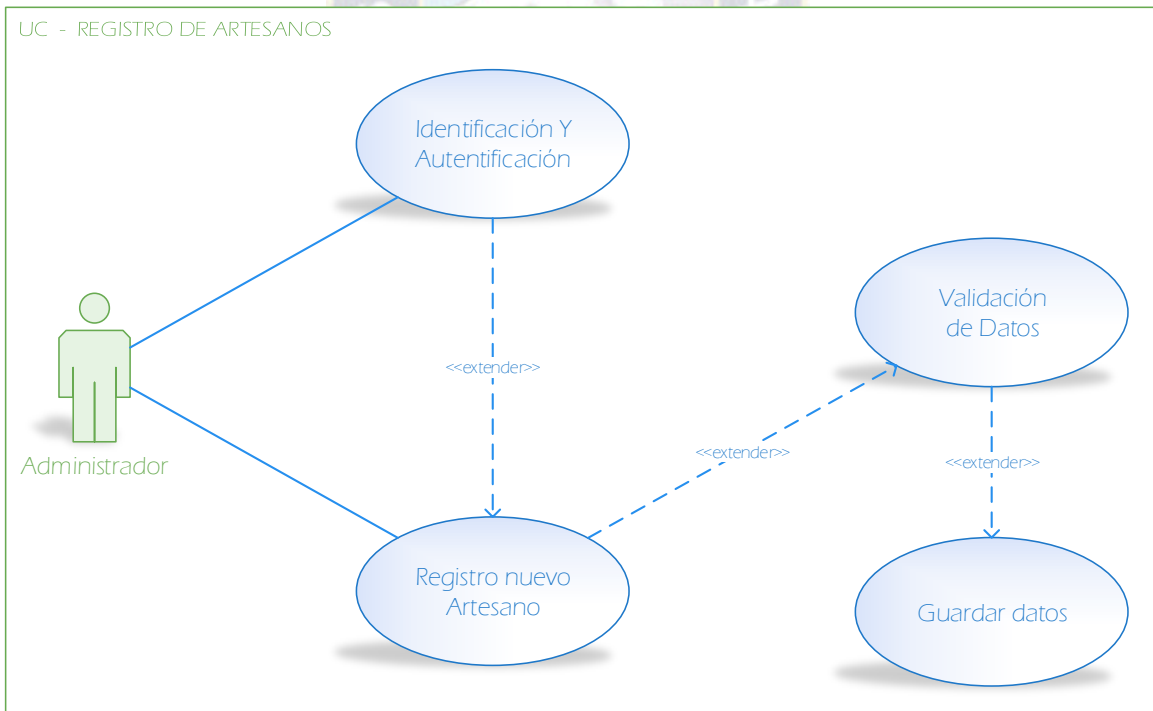 UC - REGISTRO DE ARTESANOS
Identificación Y
Autentificación
Validación
de Datos
<<extender>>
<<extender>>
<<extender>>
Administrador
Registro nuevo
Artesano
Guardar datos